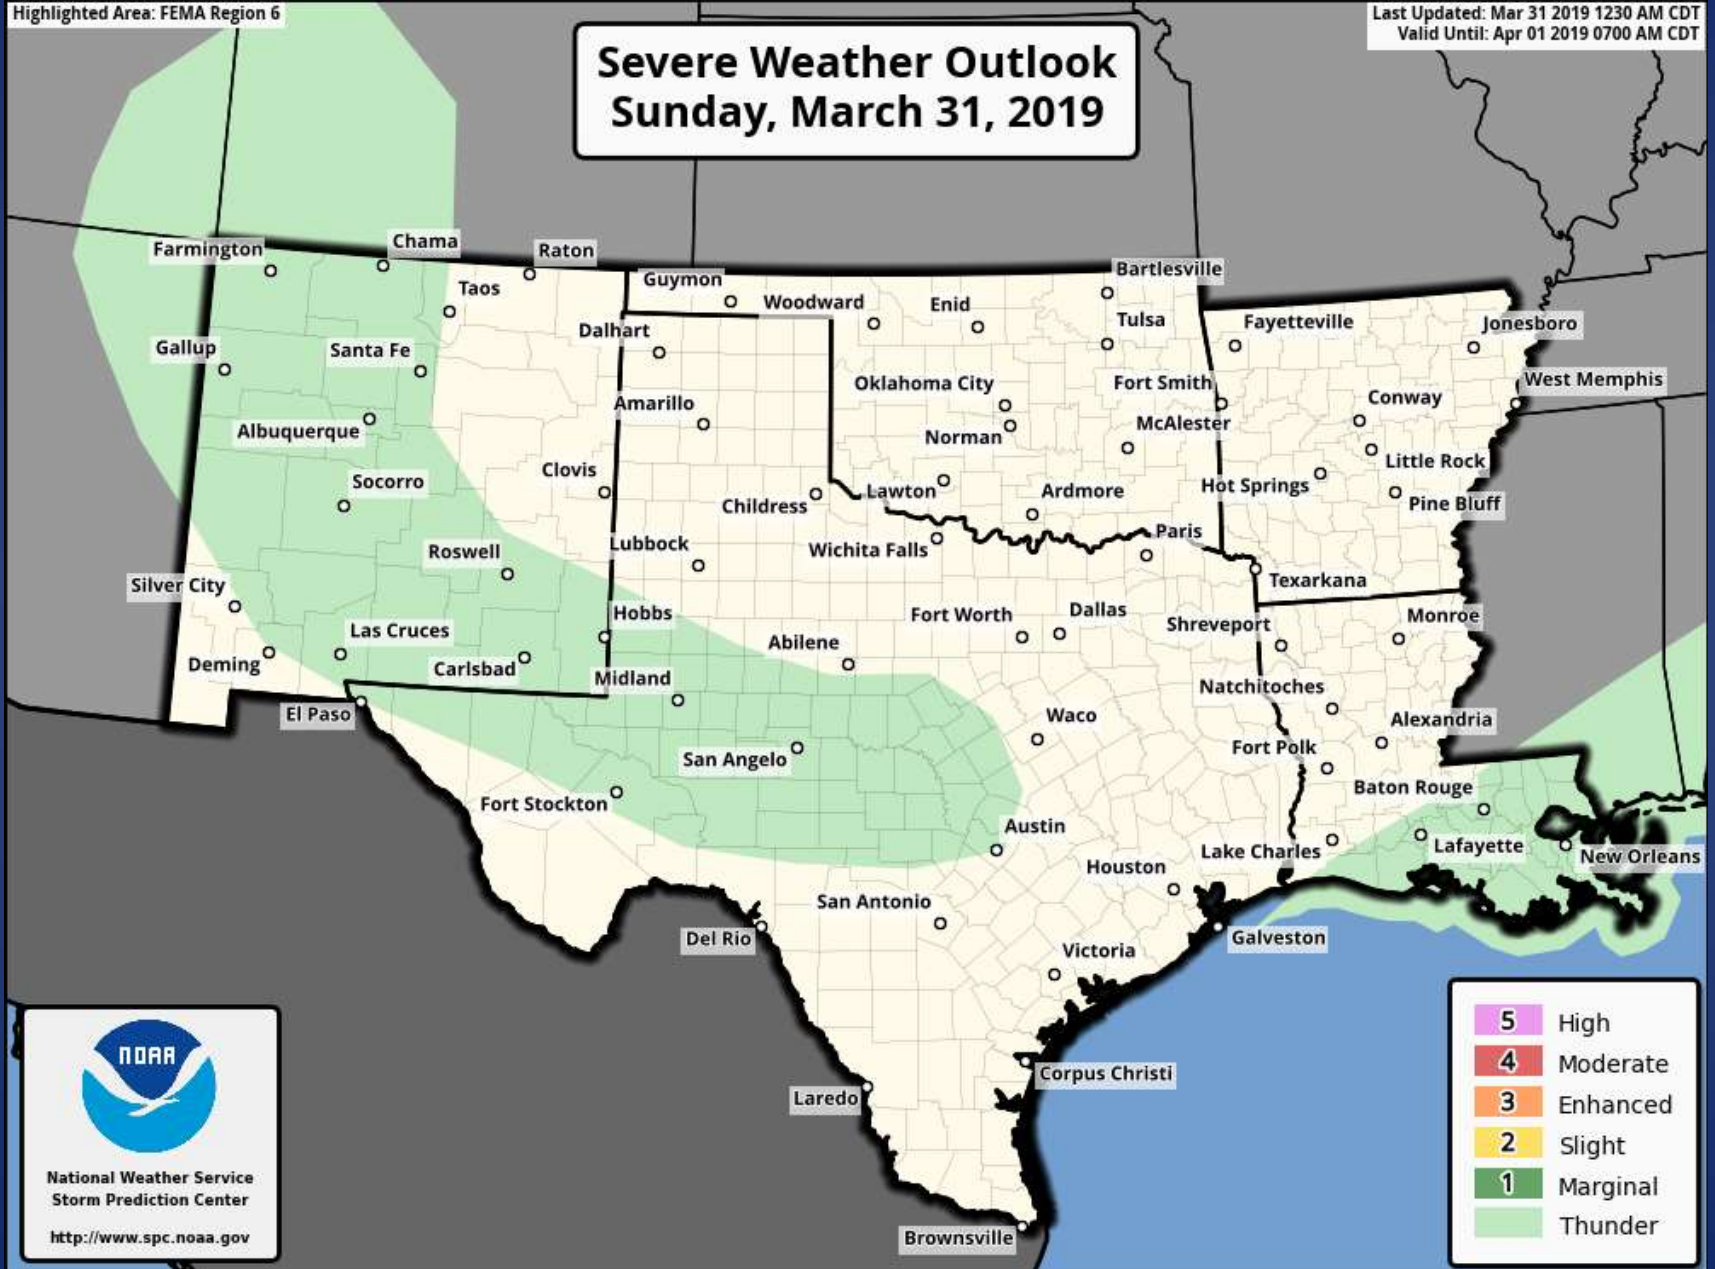 Highlighted Area: FEMA Region 6
Last Updated: Mar 31 2019 1230 AM CDT
Valid Until: Apr 01 2019 0700 AM CDT
Severe Weather Outlook
Sunday, March 31, 2019
Farmington
Chama
Raton
Taos
Guymon
Woodward
Enid
Bartlesville
Tulsa
Fayetteville
Jonesboro
Dalhart
Gallup
Santa Fe
West Memphis
Oklahoma City
Fort Smith
Conway
Amarillo
Albuquerque
Norman
McAlester
Little Rock
Clovis
Socorro
Childress
Lawton
Ardmore
Hot Springs
Pine Bluff
Roswell
Lubbock
Wichita Falls
Paris
Texarkana
Silver City
Hobbs
Fort Worth
Dallas
Shreveport
Monroe
Las Cruces
Abilene
Deming
Carlsbad
Midland
Natchitoches
El Paso
Waco
Alexandria
San Angelo
Fort Polk
Fort Stockton
Baton Rouge
Austin
Houston
Lake Charles
Lafayette
New Orleans
San Antonio
Del Rio
Galveston
Victoria
Corpus Christi
Laredo
Brownsville
NOAA
National Weather Service
Storm Prediction Center
http://www.spc.noaa.gov
5 High
4 Moderate
3 Enhanced
2 Slight
1 Marginal
Thunder